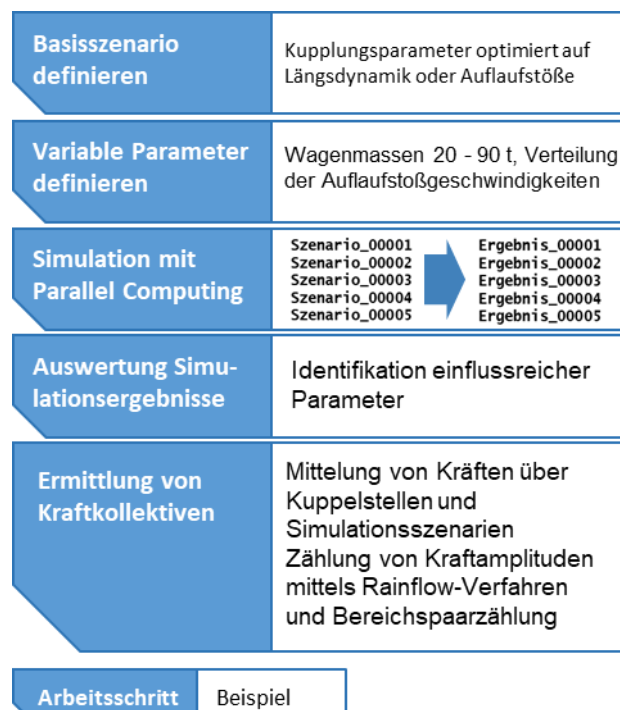 Basisszenario
definieren
Kupplungsparameter optimiert auf
Längsdynamik oder Auflaufstöße
Variable Parameter
definieren
Wagenmassen 20 - 90 t, Verteilung
der Auflaufstoßgeschwindigkeiten
Simulation mit
Parallel Computing
Szenario_00001
Szenario_00002
Szenario_00003
Szenario_00004
Szenario_00005
Ergebnis_00001
Ergebnis_00002
Ergebnis_00003
Ergebnis_00004
Ergebnis_00005
Auswertung Simu-
lationsergebnisse
Identifikation einflussreicher
Parameter
Ermittlung von
Kraftkollektiven
Mittelung von Kräften über
Kuppelstellen und
Simulationsszenarien
Zählung von Kraftamplituden
mittels Rainflow-Verfahren
und Bereichspaarzählung
Arbeitsschritt
Beispiel